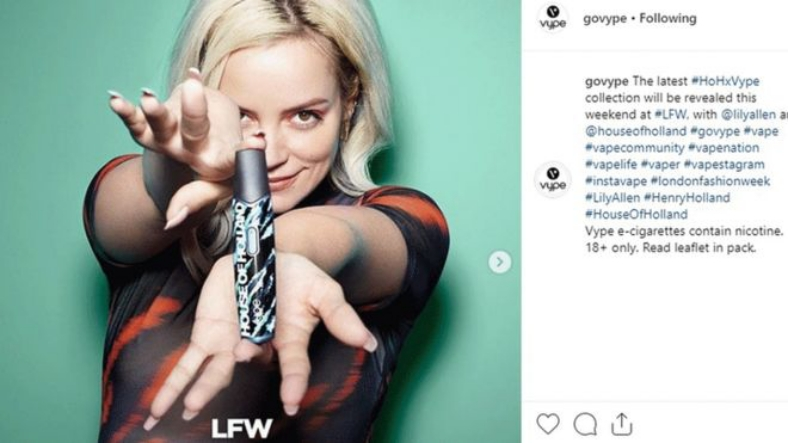 HOUSE OF HOLLAND
vype
LFW
vype
govype • Following
govype The latest #HoHxVype
collection will be revealed this
weekend at #LFW, with @lilyallen a
@houseofholland #govype #vape
#vapecommunity #vapenation
#vapelife #vaper #vapestagram
#instavape #londonfashionweek
#LilyAllen #HenryHolland
#HouseOfHolland
vype
Vype e-cigarettes contain nicotine.
18+ only. Read leaflet in pack.